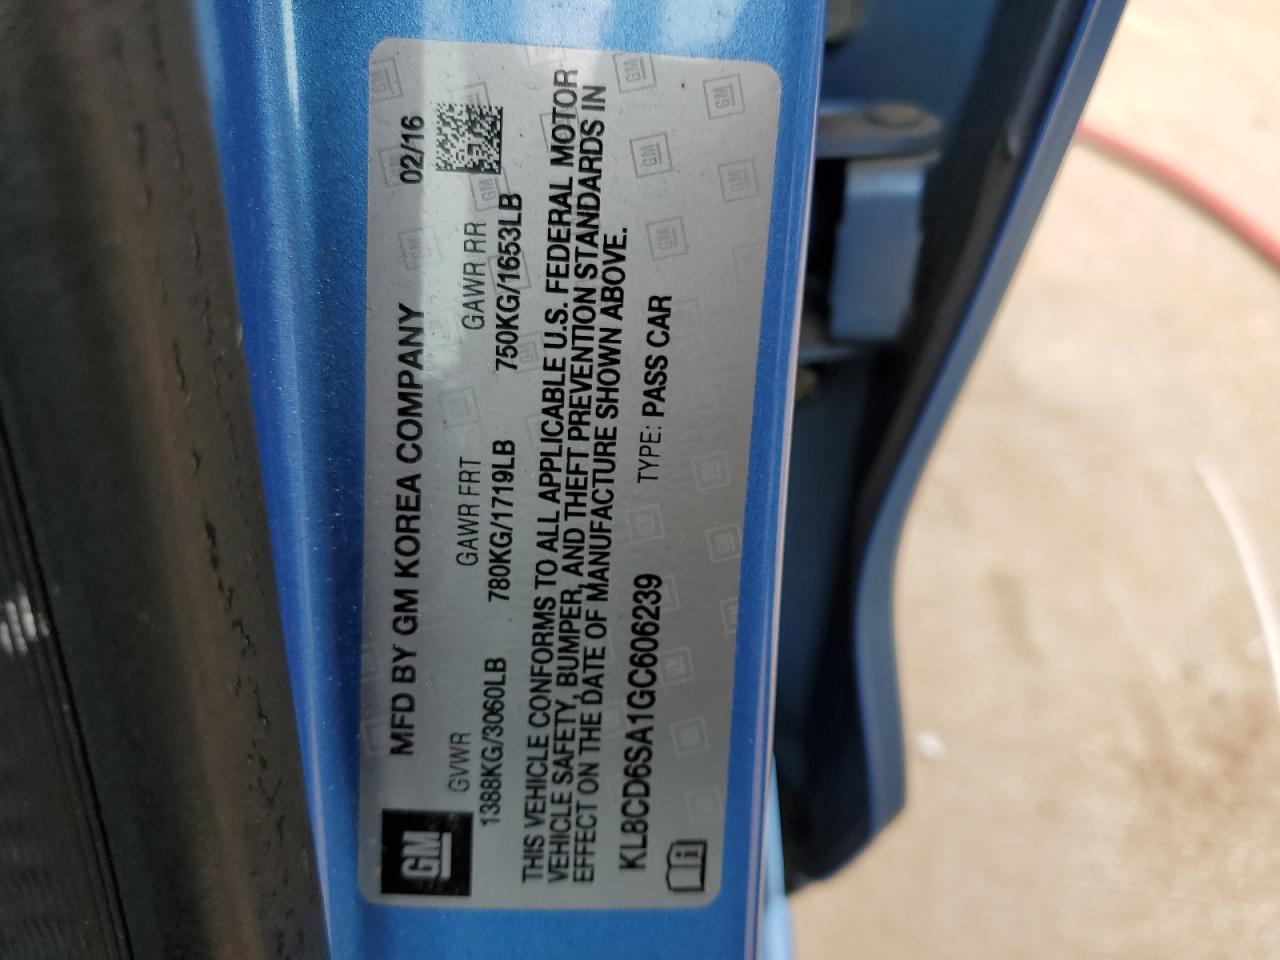 GM
MFD BY GM KOREA COMPANY 02/16
GVWR GAWR FRT GAWR RR
1388KG/3060LB 780KG/1719LB 750KG/1653LB
THIS VEHICLE CONFORMS TO ALL APPLICABLE U.S. FEDERAL MOTOR
VEHICLE SAFETY, BUMPER, AND THEFT PREVENTION STANDARDS IN
EFFECT ON THE DATE OF MANUFACTURE SHOWN ABOVE.
KL8CD6SA1GC606239 TYPE: PASS CAR